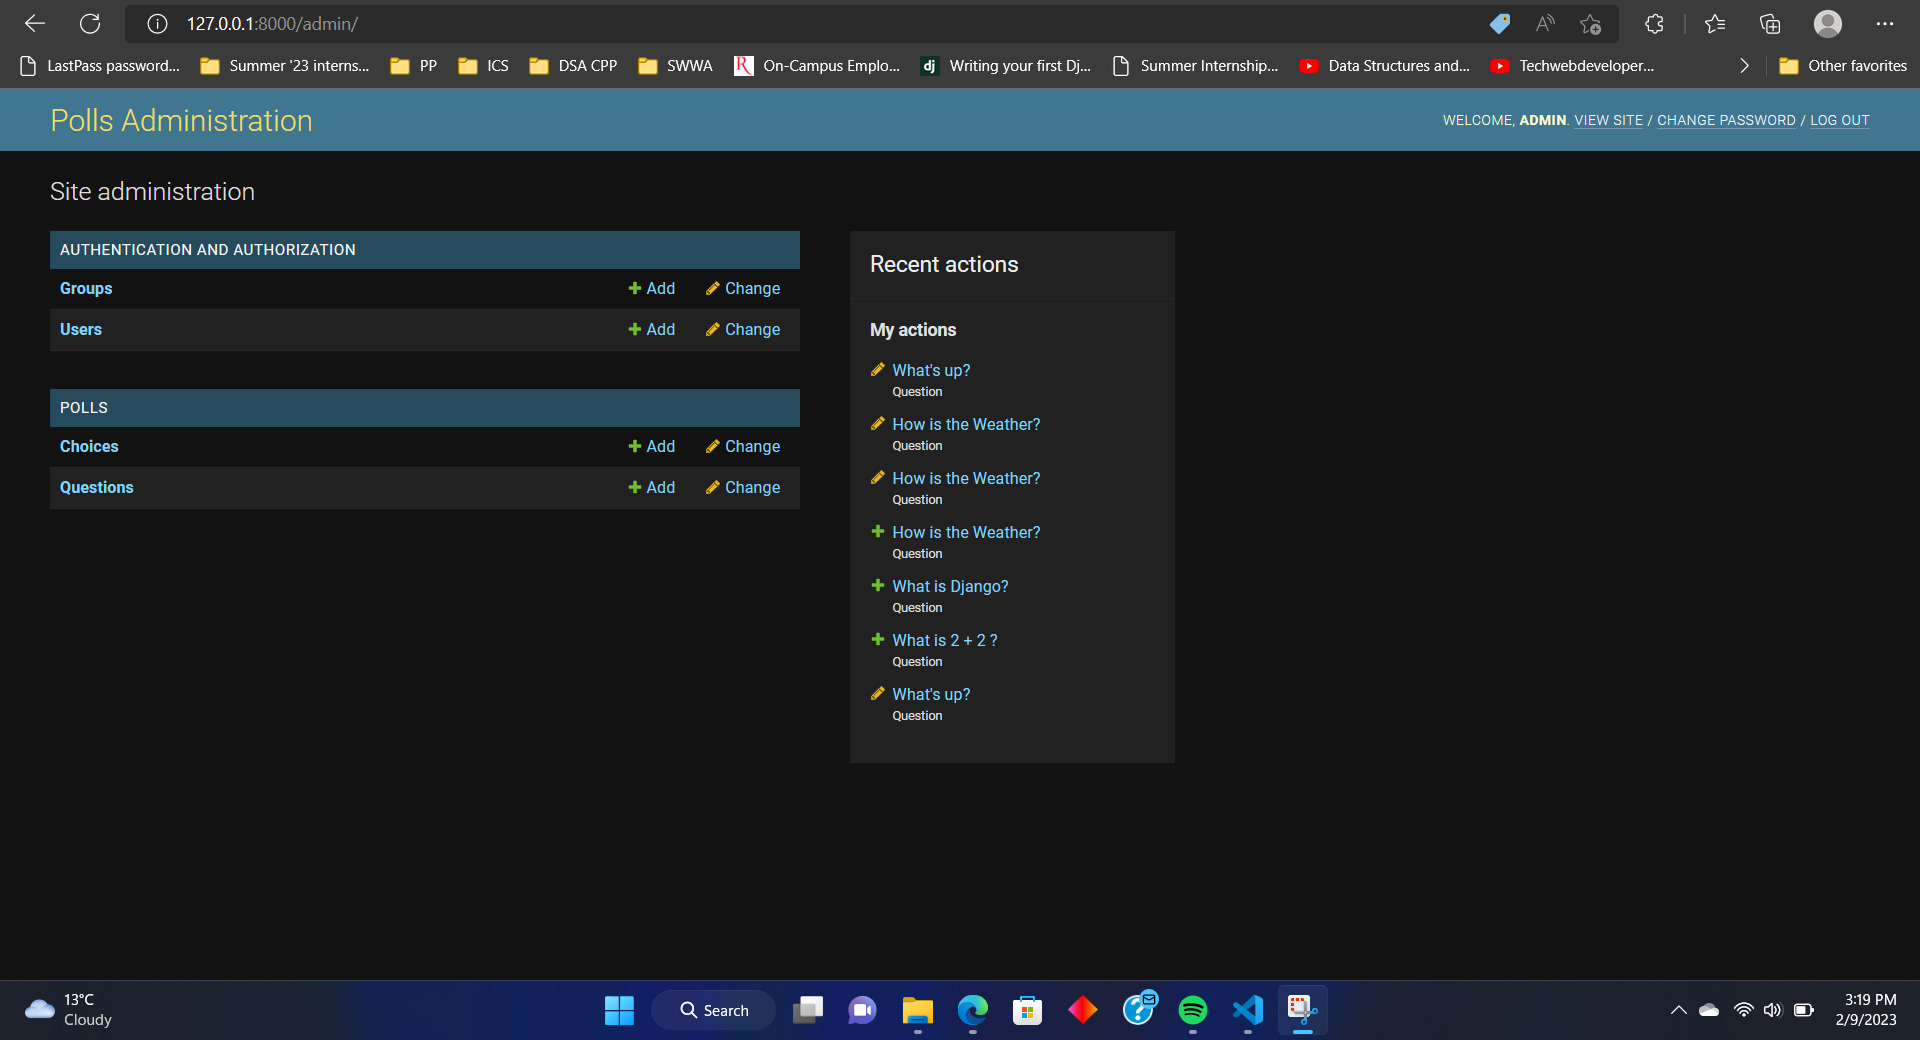 127.0.0.1:8000/admin/
LastPass password... Summer '23 interns... PP ICS DSA CPP SWWA On-Campus Emplo... dj Writing your first Dj... Summer Internship... Data Structures and... Techwebdeveloper... Other favorites
Polls Administration
WELCOME, ADMIN. VIEW SITE / CHANGE PASSWORD / LOG OUT
Site administration
AUTHENTICATION AND AUTHORIZATION
Groups Add Change
Users Add Change
POLLS
Choices Add Change
Questions Add Change
Recent actions
My actions
What's up?
Question
How is the Weather?
Question
How is the Weather?
Question
How is the Weather?
Question
What is Django?
Question
What is 2 + 2 ?
Question
What's up?
Question
13°C
Cloudy
Search
3:19 PM
2/9/2023